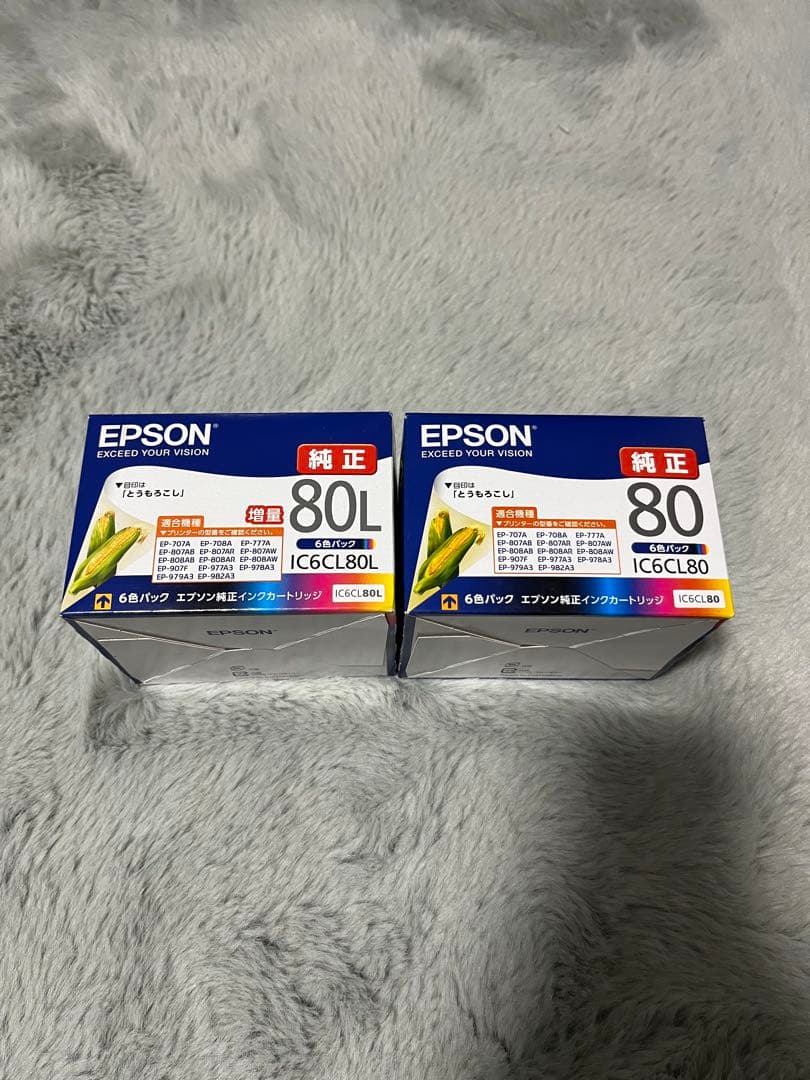 EPSON
EXCEED YOUR VISION
純正
▼目印は
「とうもろこし」
増量
80L
適合機種
▼プリンターの型番をご確認ください。
EP-707A EP-708A EP-777A
EP-807AB EP-807AR EP-807AW
EP-808AB EP-808AR EP-808AW
EP-907F EP-977A3 EP-978A3
EP-979A3 EP-982A3
6色パック
IC6CL80L
6色パック エプソン純正インクカートリッジ
IC6CL80L
EPSON
EPSON
EXCEED YOUR VISION
純正
▼目印は
「とうもろこし」
80
適合機種
▼プリンターの型番をご確認ください。
EP-707A EP-708A EP-777A
EP-807AB EP-807AR EP-807AW
EP-808AB EP-808AR EP-808AW
EP-907F EP-977A3 EP-978A3
EP-979A3 EP-982A3
6色パック
IC6CL80
6色パック エプソン純正インクカートリッジ
IC6CL80
EPSON